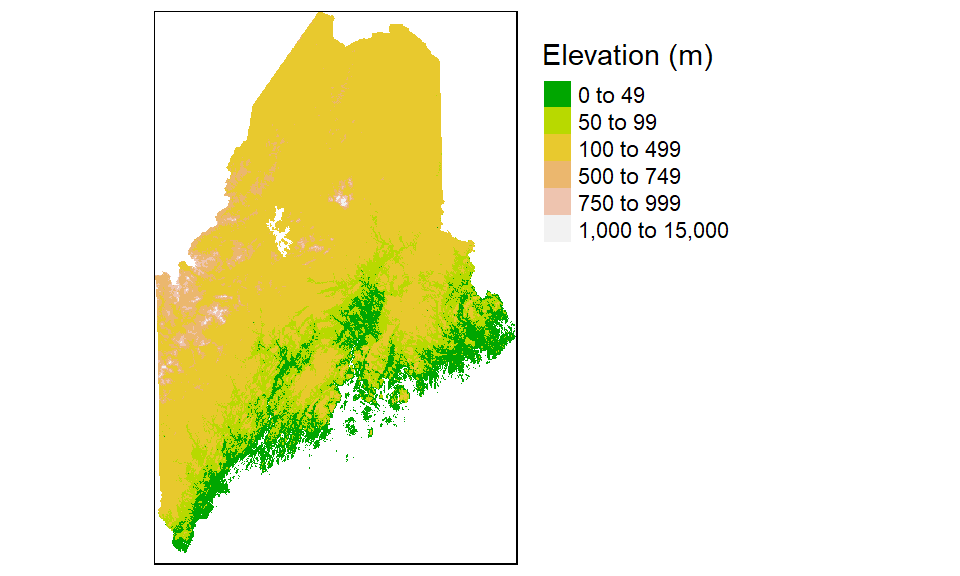 Elevation (m)
0 to 49
50 to 99
100 to 499
500 to 749
750 to 999
1,000 to 15,000